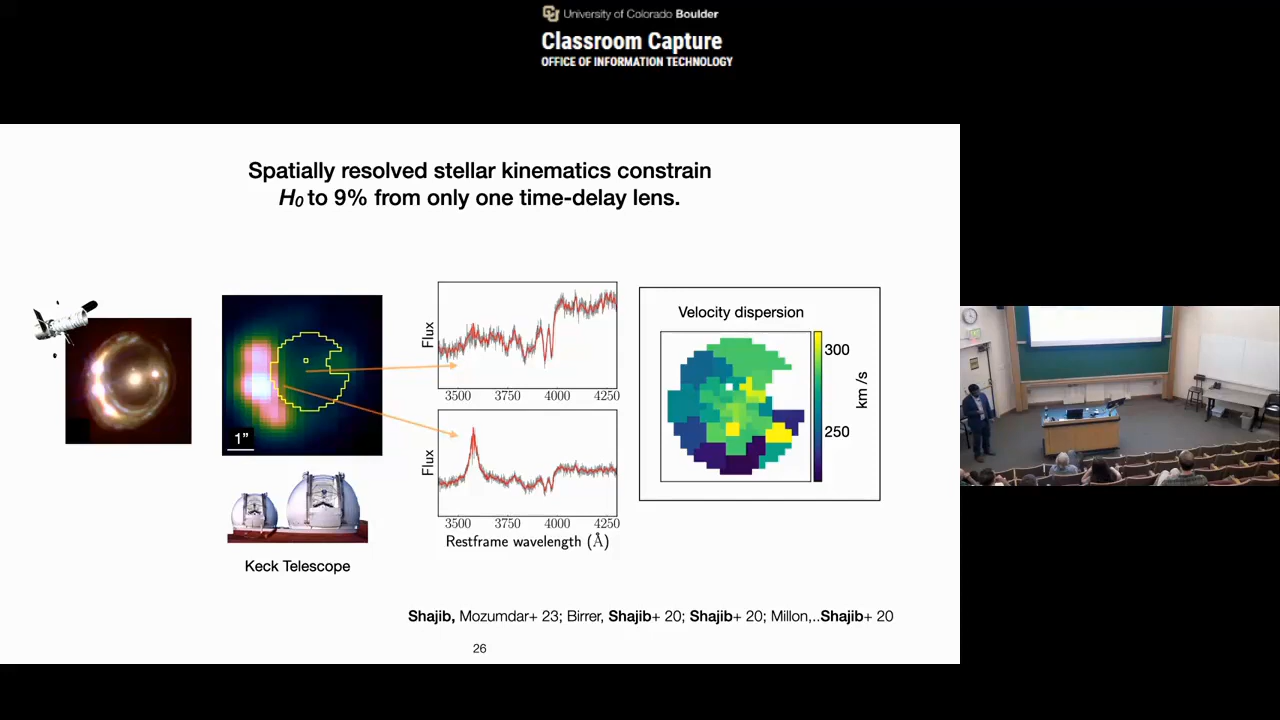 University of Colorado Boulder
Classroom Capture
OFFICE OF INFORMATION TECHNOLOGY
Spatially resolved stellar kinematics constrain
H0 to 9% from only one time-delay lens.
1”
Keck Telescope
Flux
3500 3750 4000 4250
Flux
3500 3750 4000 4250
Restframe wavelength (Å)
Velocity dispersion
300
250
km /s
Shajib, Mozumdar+ 23; Birrer, Shajib+ 20; Shajib+ 20; Millon,..Shajib+ 20
26